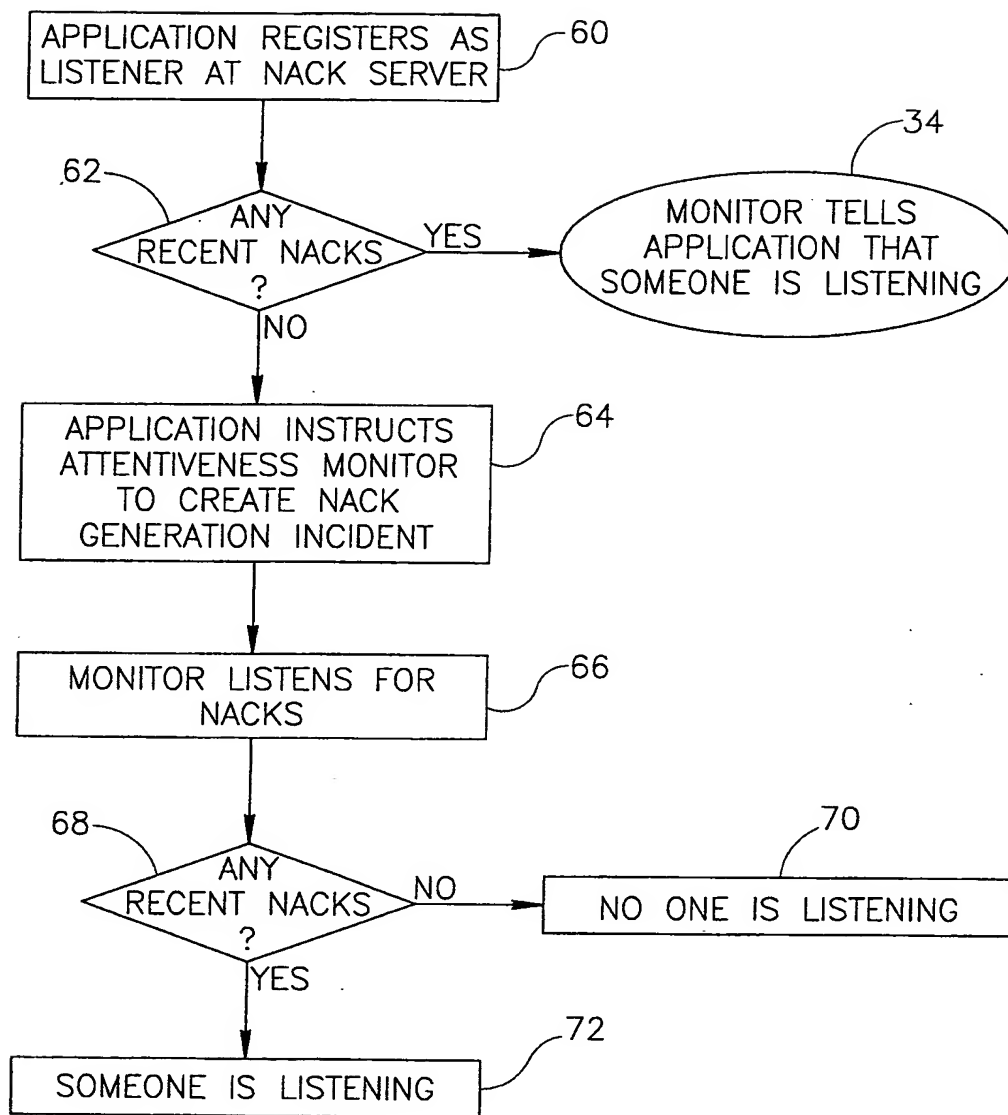 APPLICATION REGISTERS AS
LISTENER AT NACK SERVER
60
62
ANY
RECENT NACKS
?
YES
NO
34
MONITOR TELLS
APPLICATION THAT
SOMEONE IS LISTENING
APPLICATION INSTRUCTS
ATTENTIVENESS MONITOR
TO CREATE NACK
GENERATION INCIDENT
64
MONITOR LISTENS FOR
NACKS
66
68
ANY
RECENT NACKS
?
NO
YES
70
NO ONE IS LISTENING
SOMEONE IS LISTENING
72